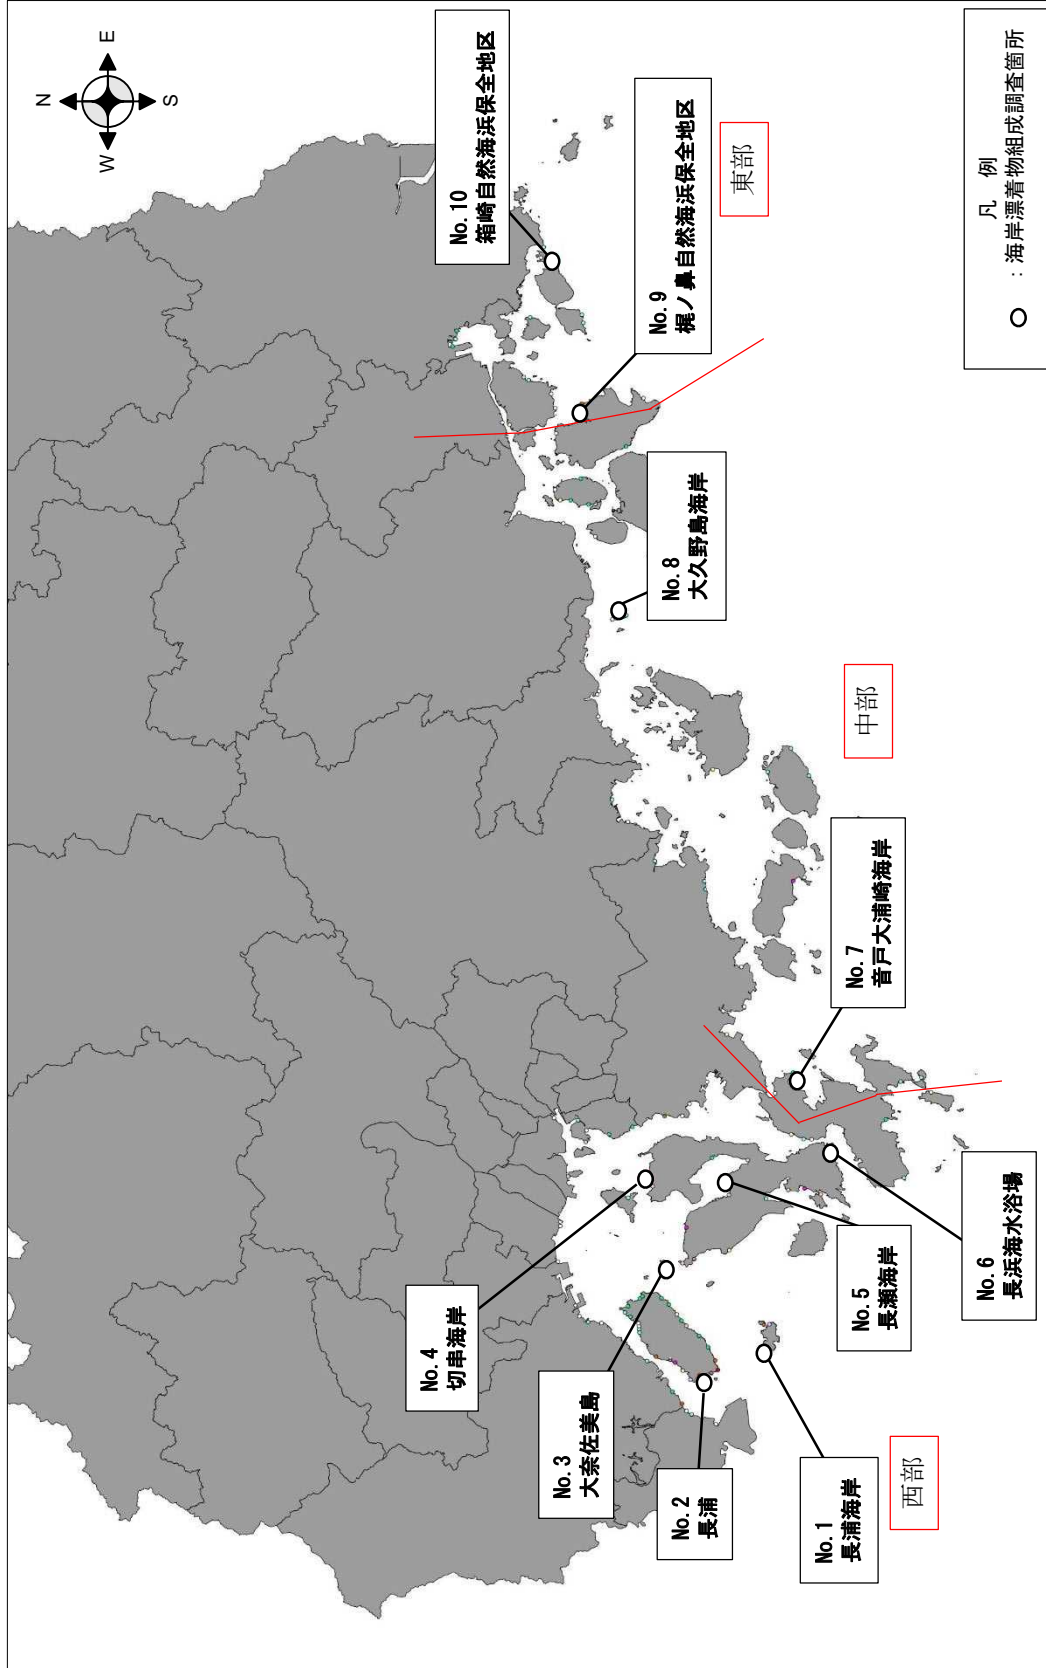 N
W
E
S
No.10
箱崎自然海浜保全地区
No.9
梶ノ鼻自然海浜保全地区
東部
No.8
大久野島海岸
中部
No.7
音戸大浦崎海岸
No.4
切串海岸
No.3
大奈佐美島
No.2
長浦
No.1
長浦海岸
西部
No.5
長瀬海岸
No.6
長浜海水浴場
凡 例
：海岸漂着物組成調査箇所